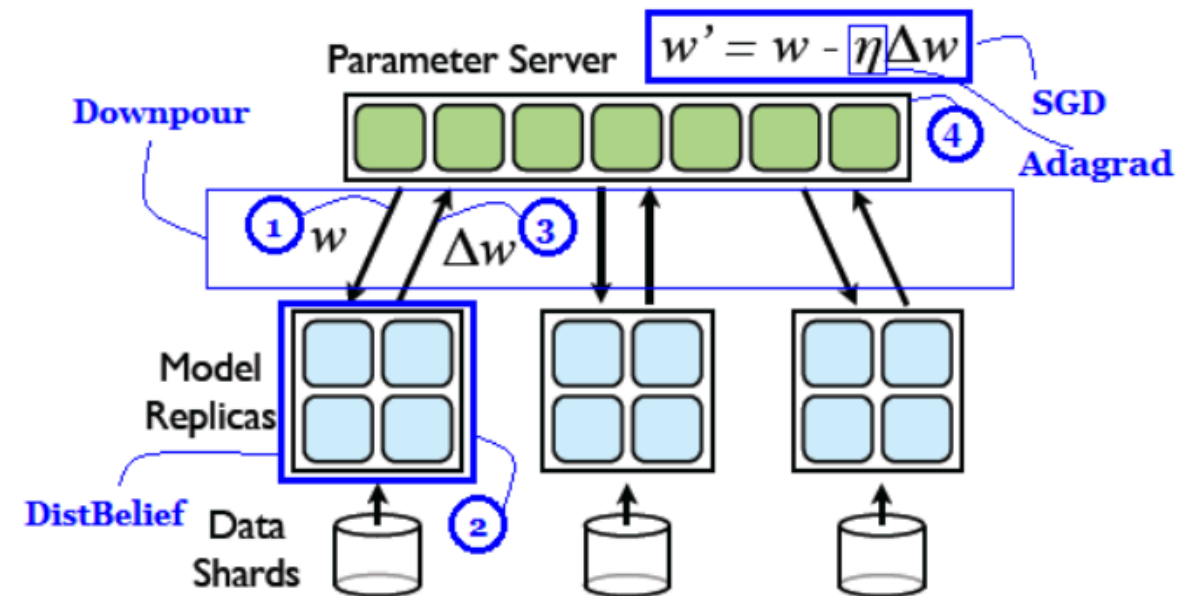 Parameter Server
w’ = w - ηΔw
Downpour
SGD
4
Adagrad
1
w
Δw
3
Model
Replicas
DistBelief
2
Data
Shards